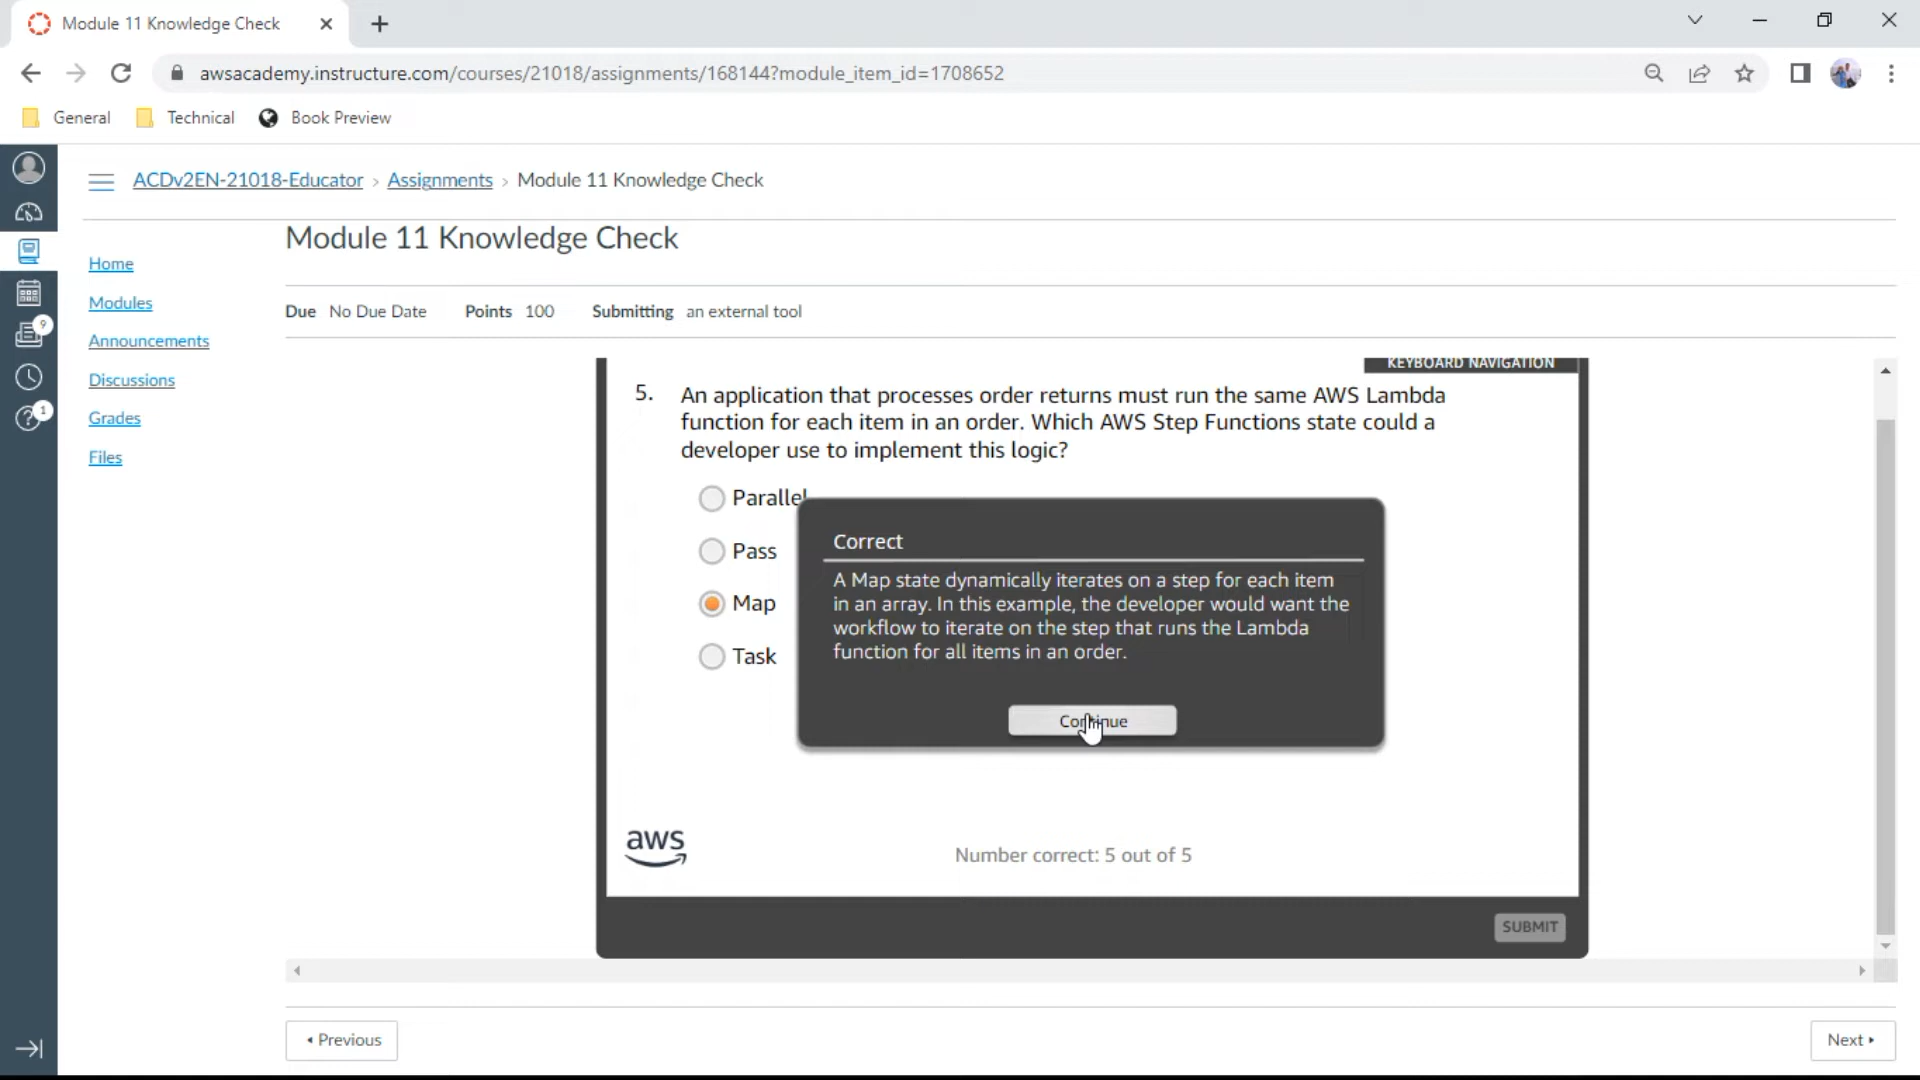 Module 11 Knowledge Check
awsacademy.instructure.com/courses/21018/assignments/168144?module_item_id=1708652
General Technical Book Preview
ACDv2EN-21018-Educator › Assignments › Module 11 Knowledge Check
Module 11 Knowledge Check
Home
Modules
Announcements
Discussions
Grades
Files
9
1
Due No Due Date Points 100 Submitting an external tool
KEYBOARD NAVIGATION
5. An application that processes order returns must run the same AWS Lambda
function for each item in an order. Which AWS Step Functions state could a
developer use to implement this logic?
Parallel
Pass
Map
Task
Correct
A Map state dynamically iterates on a step for each item
in an array. In this example, the developer would want the
workflow to iterate on the step that runs the Lambda
function for all items in an order.
Continue
aws
Number correct: 5 out of 5
SUBMIT
Previous
Next